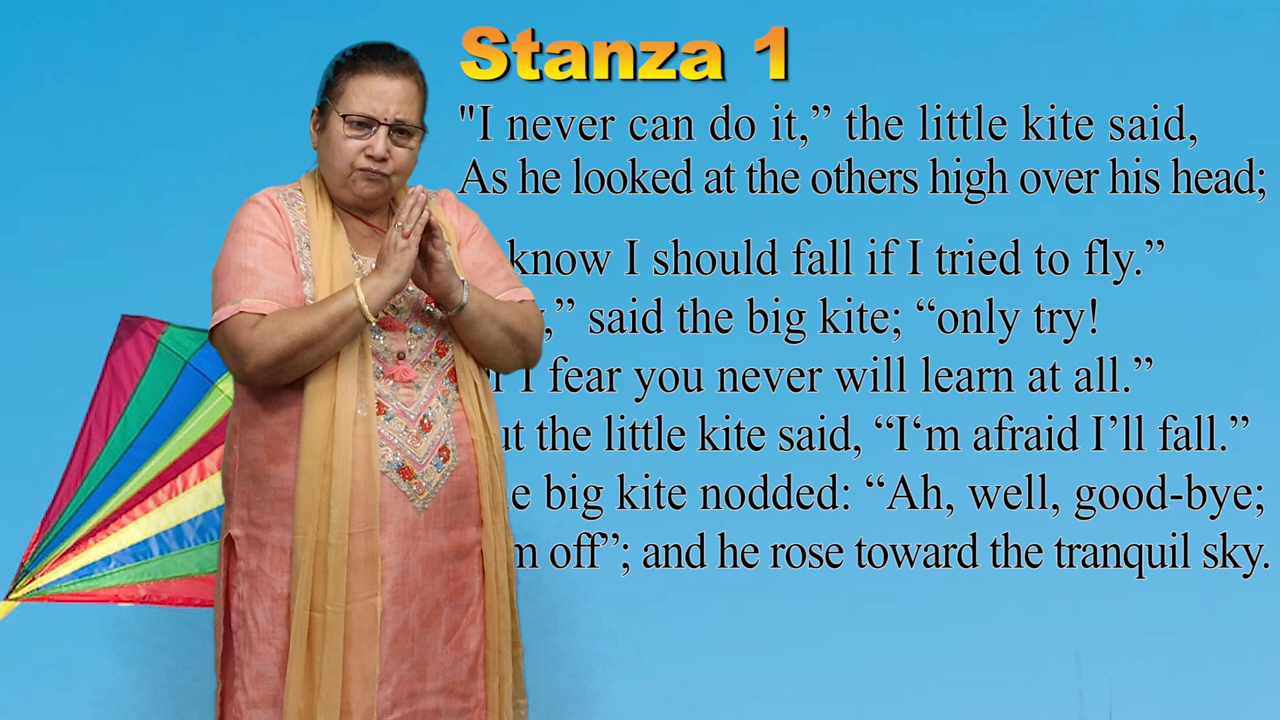 Stanza 1
"I never can do it,” the little kite said,
As he looked at the others high over his head;
know I should fall if I tried to fly.”
,” said the big kite; “only try!
I fear you never will learn at all.”
the little kite said, “I‘m afraid I’ll fall.”
big kite nodded: “Ah, well, good-bye;
off”; and he rose toward the tranquil sky.